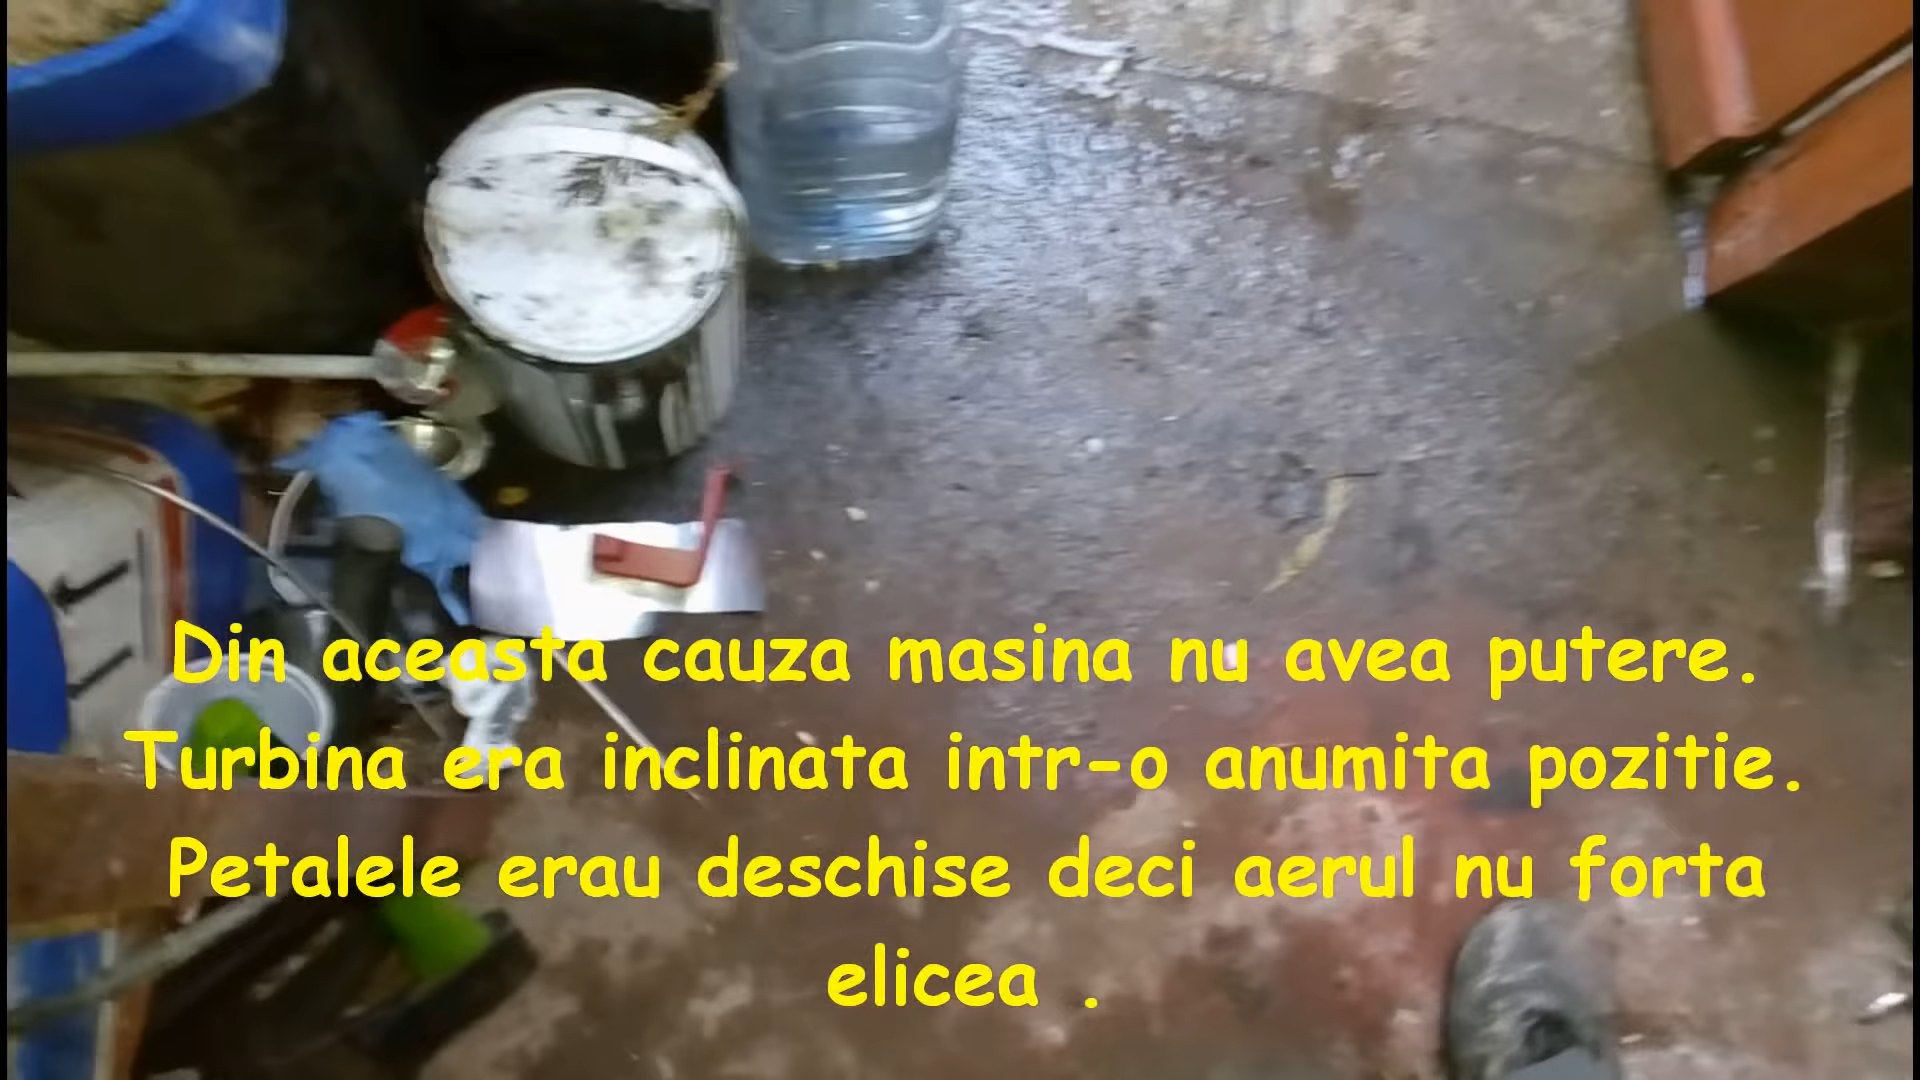 Din aceasta cauza masina nu avea putere.
Turbina era inclinata intr-o anumita pozitie.
Petalele erau deschise deci aerul nu forta
elicea .